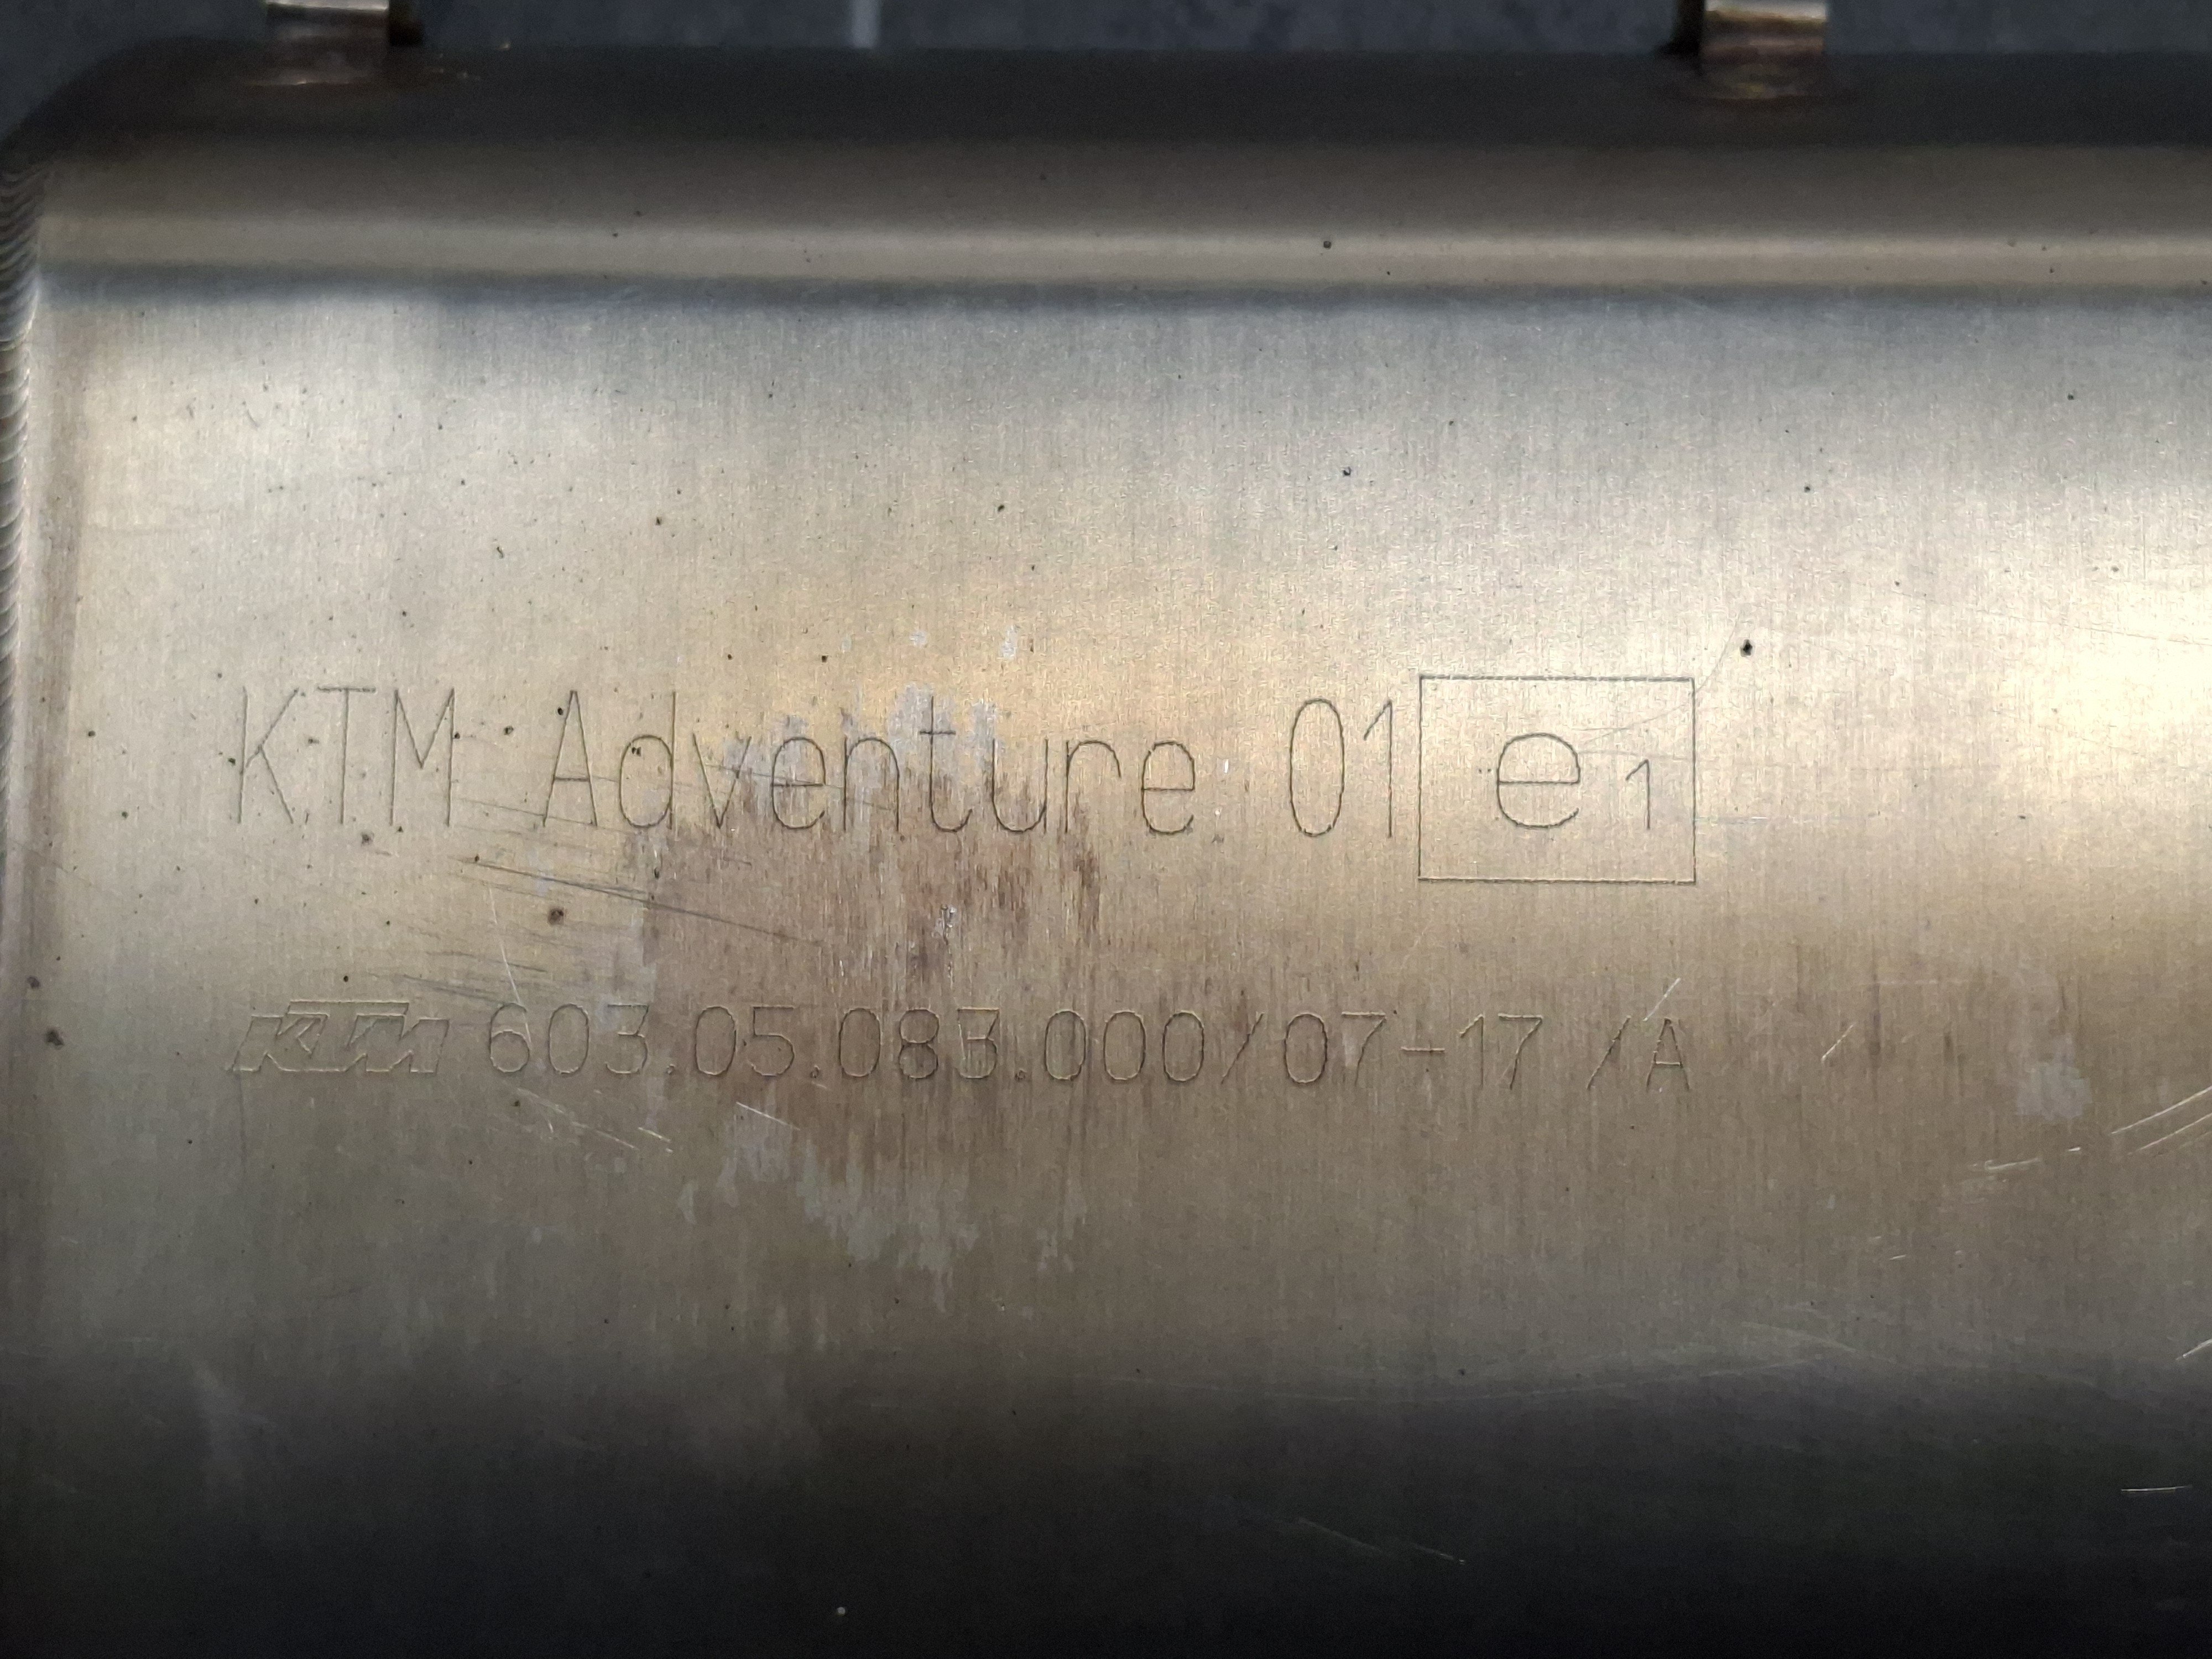 KTM Adventure 01 e1
KTM 603.05.083.000/07-17 /A